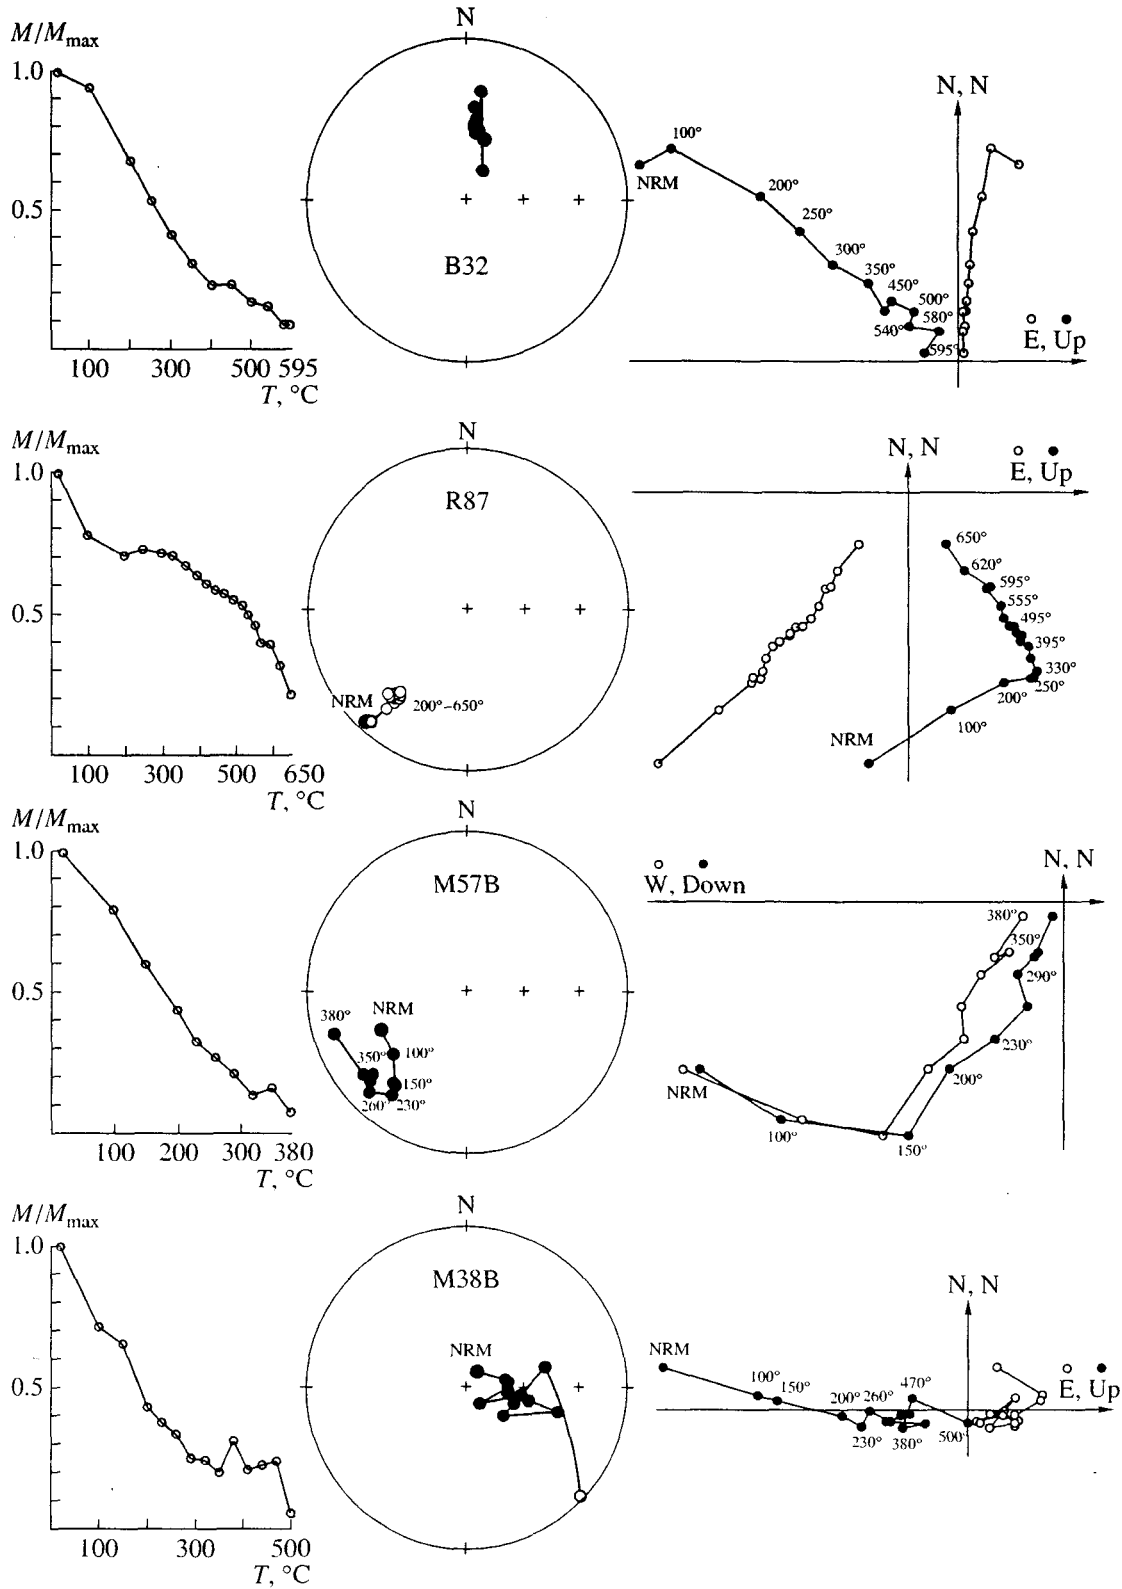 M/Mmax
1.0
0.5
100 300 500 595
T, °C
N
B32
N, N
100°
NRM
200°
250°
300°
350°
450°
500°
540°
580°
595°
E, Up
M/Mmax
1.0
0.5
100 300 500 650
T, °C
N
R87
NRM
200°–650°
N, N
E, Up
650°
620°
595°
555°
495°
395°
330°
250°
200°
100°
NRM
M/Mmax
1.0
0.5
100 200 300 380
T, °C
N
M57B
380°
NRM
350°
100°
150°
260°
230°
W, Down
N, N
380°
350°
290°
230°
200°
NRM
100°
150°
M/Mmax
1.0
0.5
100 300 500
T, °C
N
M38B
NRM
N, N
NRM
100°
150°
200°
260°
470°
230°
380°
500°
E, Up